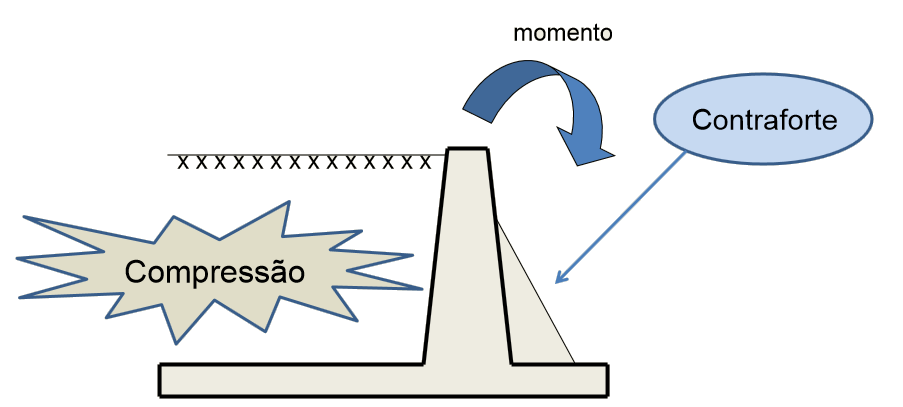 momento
Contraforte
x x x x x x x x x x x x x x
Compressão